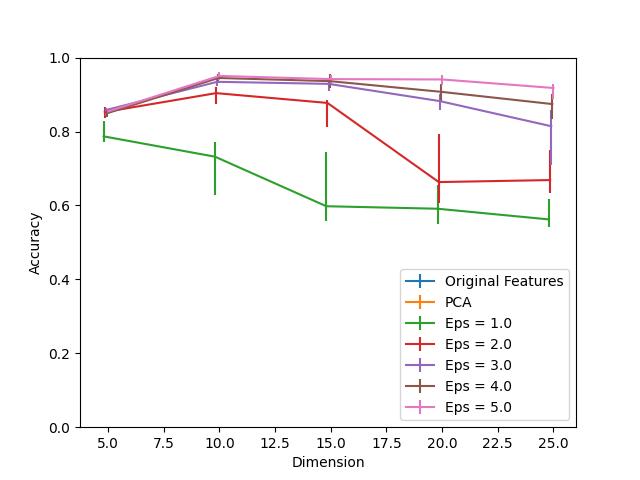 1.0
0.8
0.6
0.4
0.2
0.0
Accuracy
5.0 7.5 10.0 12.5 15.0 17.5 20.0 22.5 25.0
Dimension
Original Features
PCA
Eps = 1.0
Eps = 2.0
Eps = 3.0
Eps = 4.0
Eps = 5.0